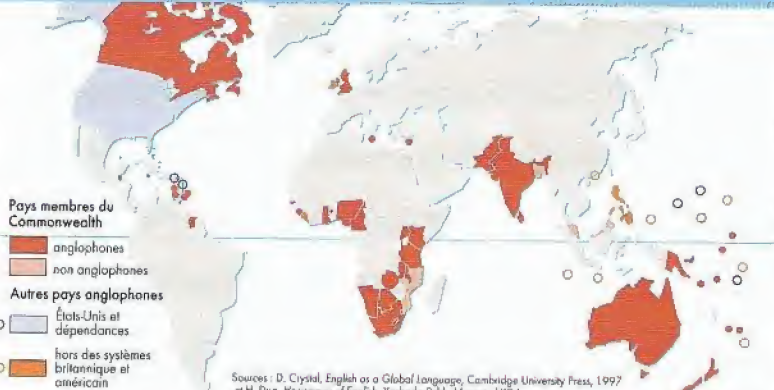 Pays membres du
Commonwealth
anglophones
non anglophones
Autres pays anglophones
États-Unis et
dépendances
hors des systèmes
britannique et
américain
Sources : D. Crystal, English as a Global Language, Cambridge University Press, 1997